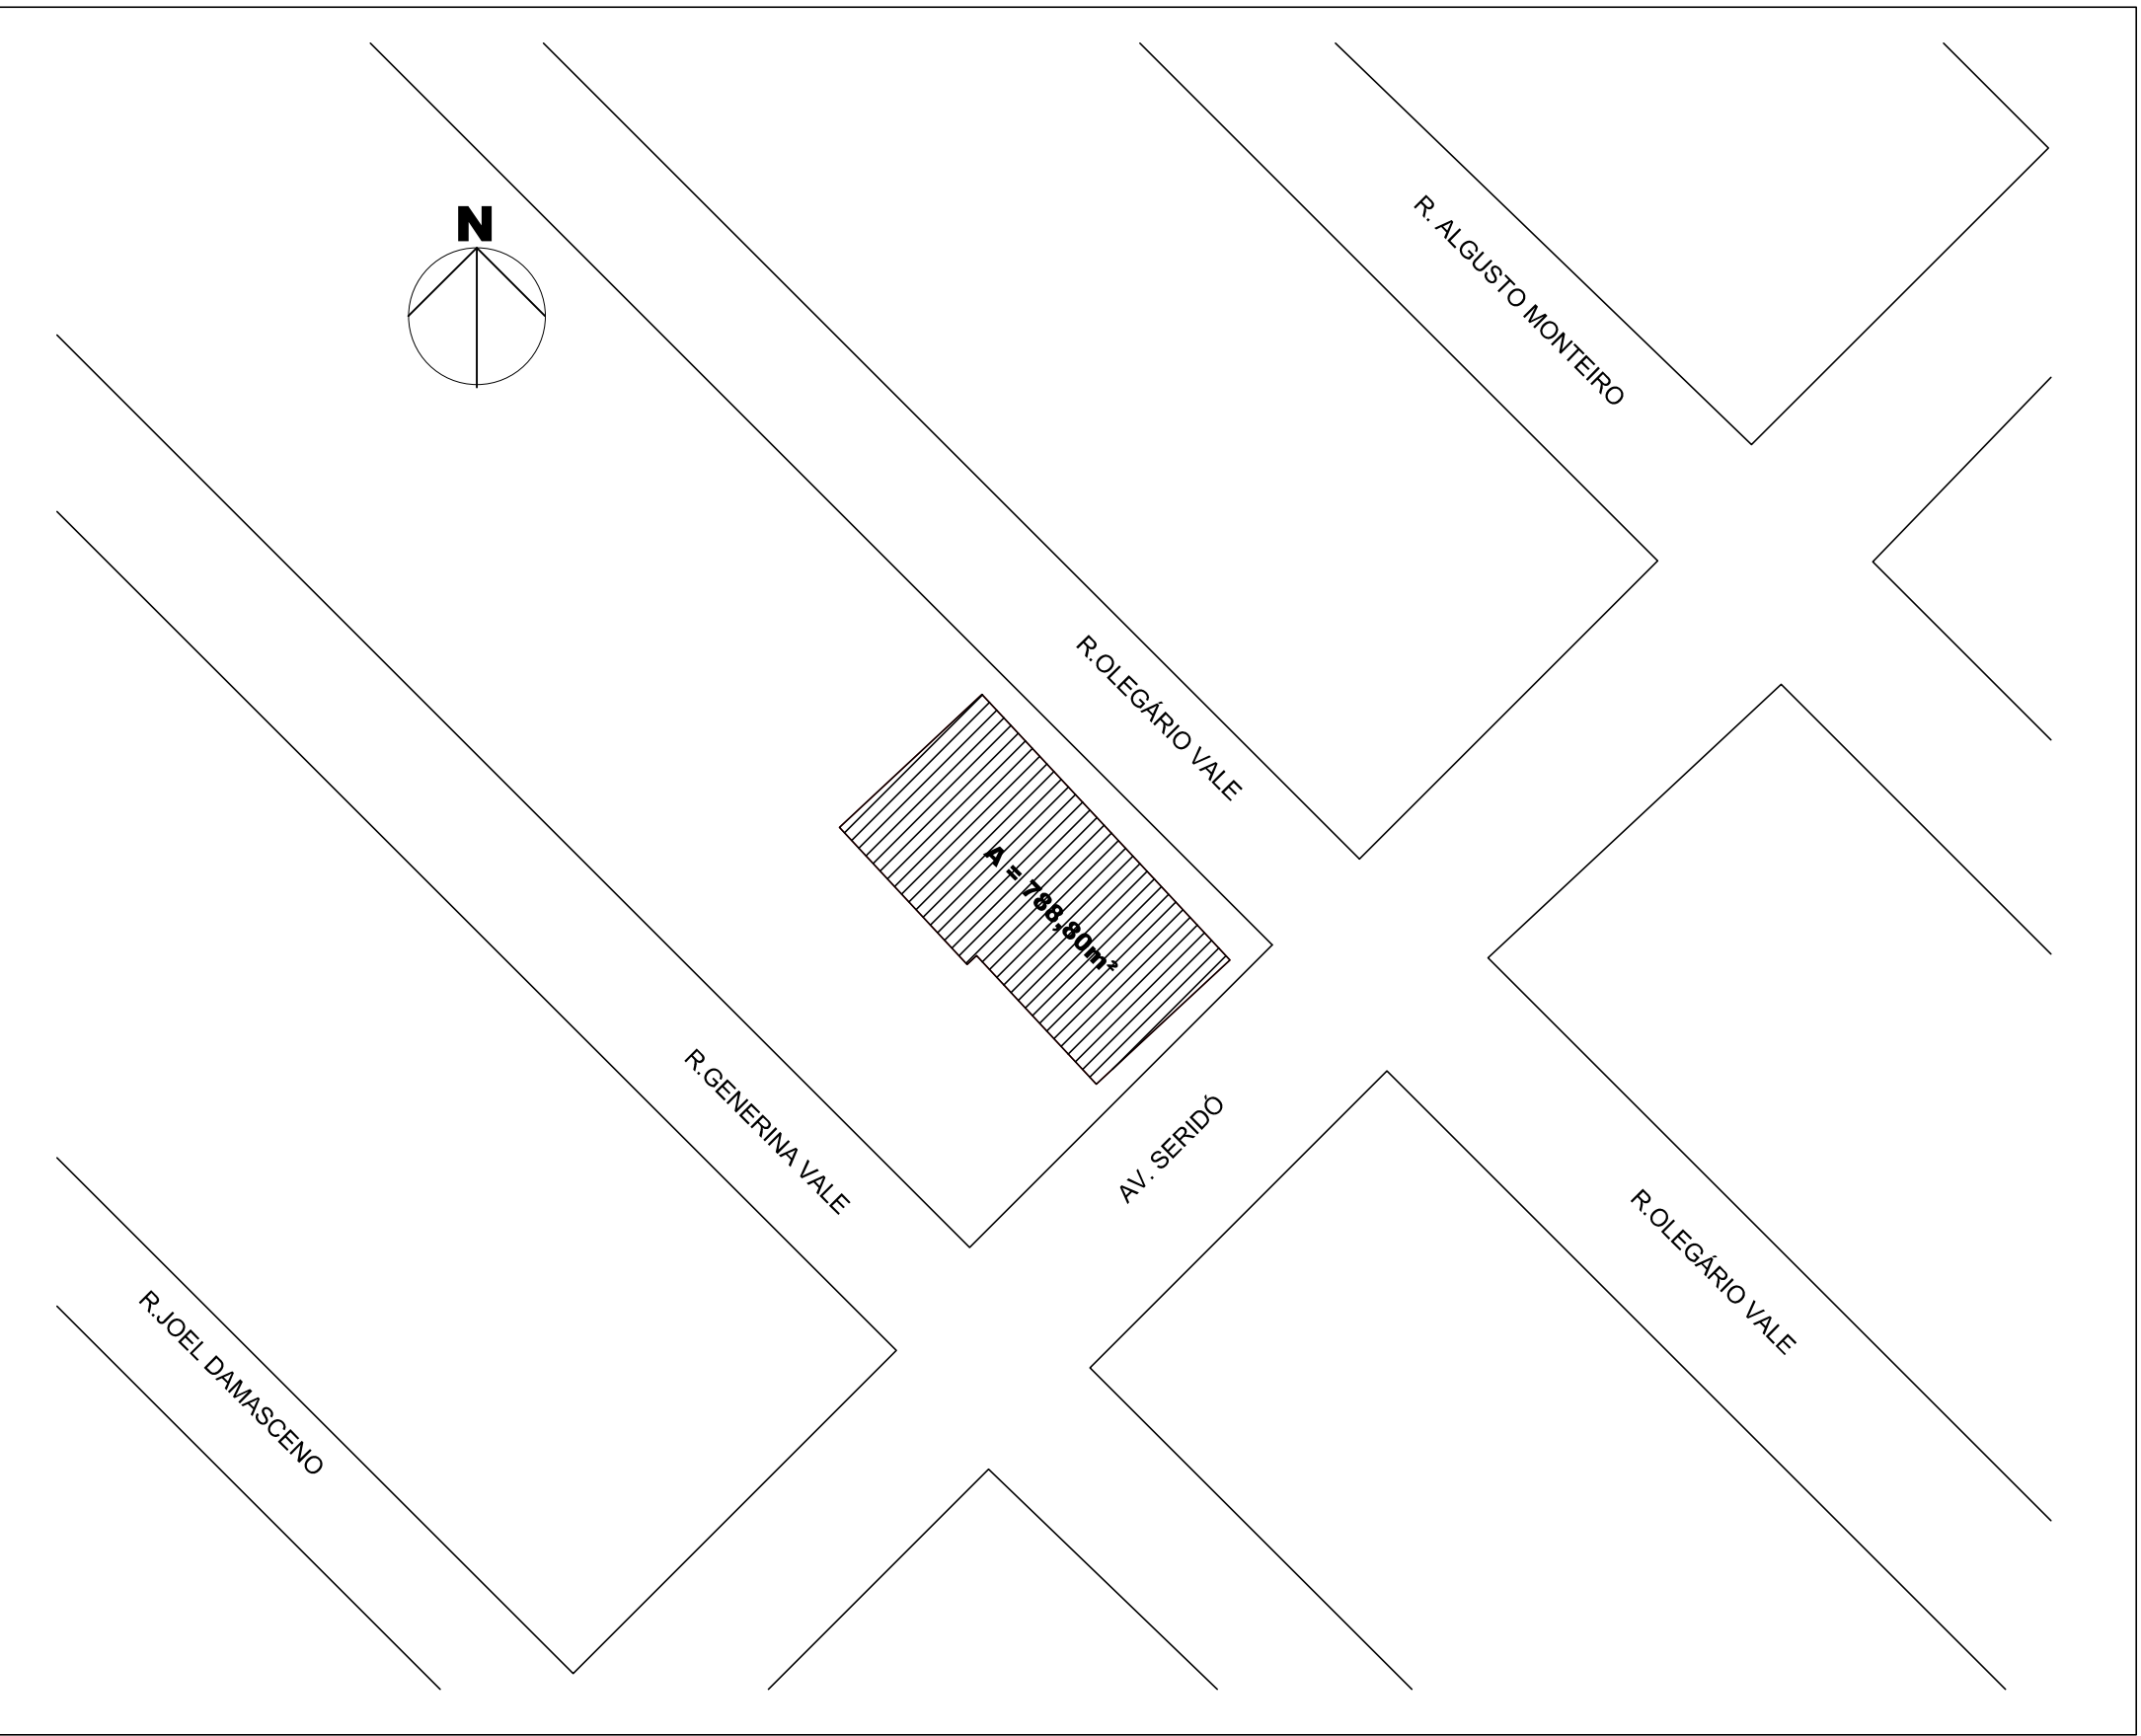 R. ALGUSTO MONTEIRO
N
R.OLEGÁRIO VALE
A = 788,80m²
R.GENERINA VALE
AV. SERIDÓ
R.OLEGÁRIO VALE
R.JOEL DAMASCENO